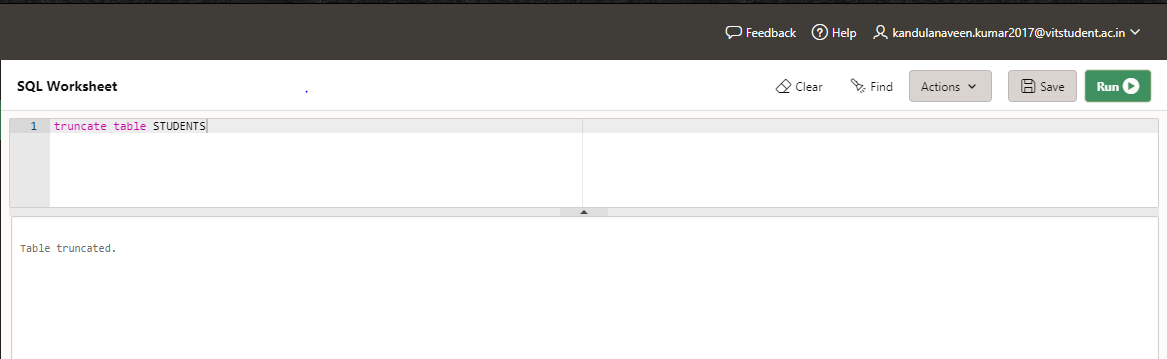 Feedback Help kandulanaveen.kumar2017@vitstudent.ac.in
SQL Worksheet Clear Find Actions Save Run
1 truncate table STUDENTS
Table truncated.